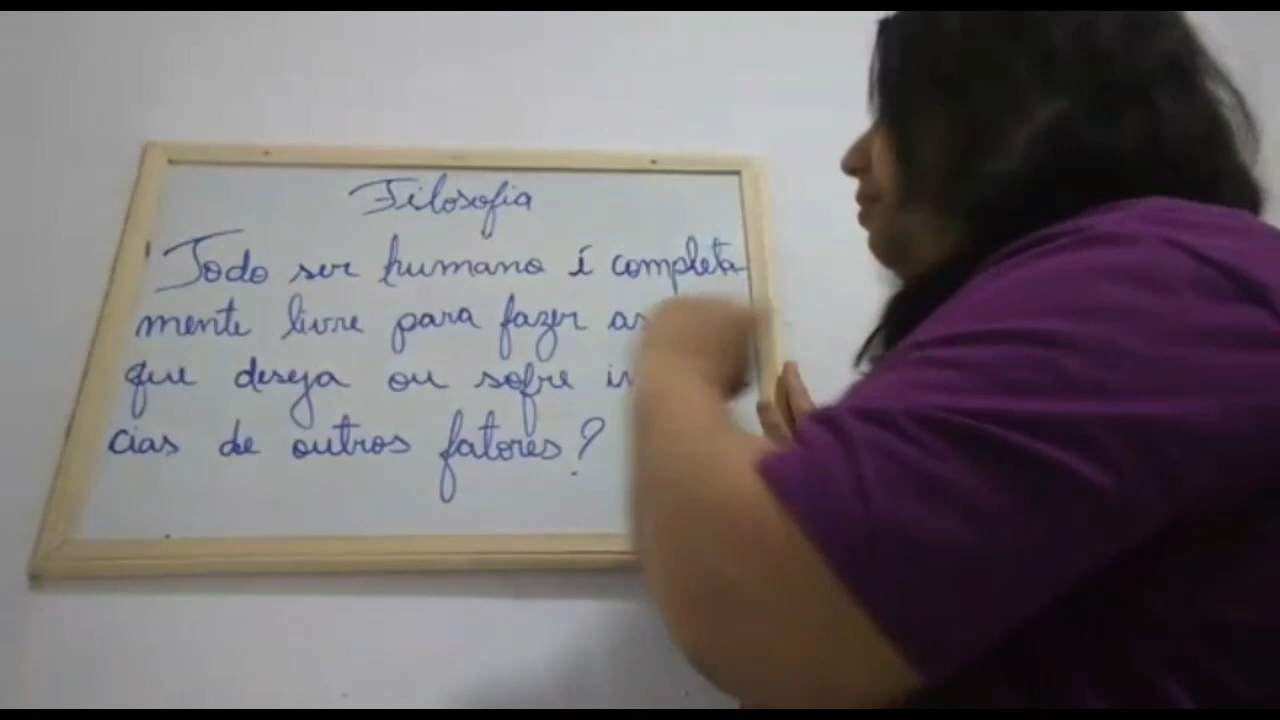 Filosofia
Todo ser humano é completa-
mente livre para fazer
que deseja ou sofre
cias de outros fatores?